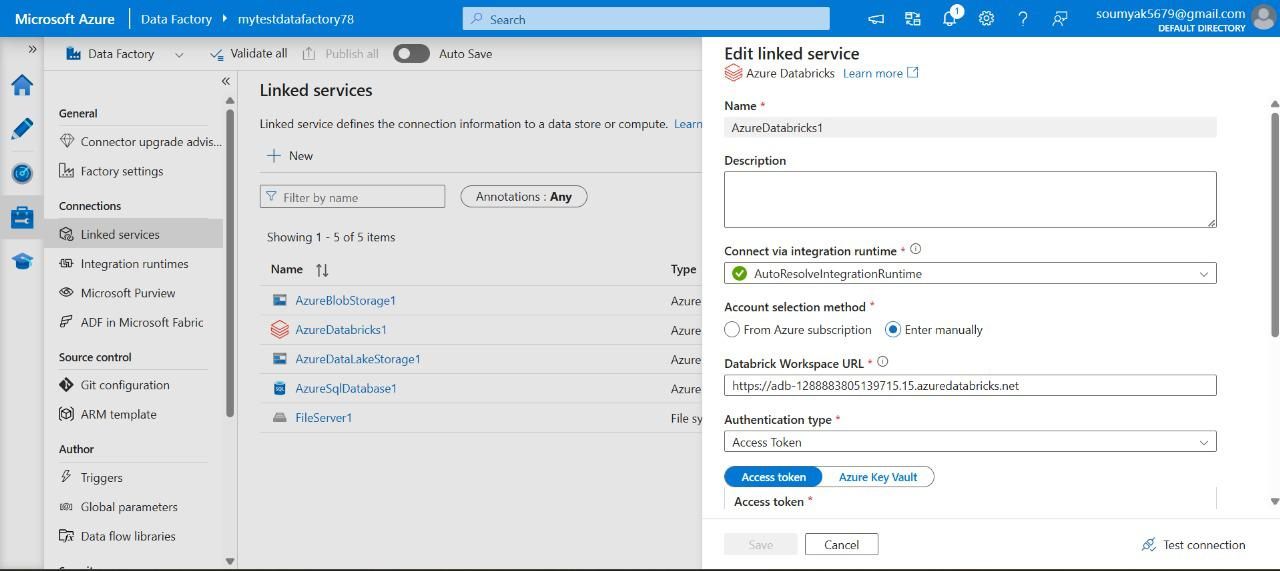 Microsoft Azure | Data Factory ▸ mytestdatafactory78
Search
1
soumyak5679@gmail.com
DEFAULT DIRECTORY
»
Data Factory
Validate all
Publish all
Auto Save
«
General
Connector upgrade advis...
Factory settings
Connections
Linked services
Integration runtimes
Microsoft Purview
ADF in Microsoft Fabric
Source control
Git configuration
ARM template
Author
Triggers
Global parameters
Data flow libraries
Linked services
Linked service defines the connection information to a data store or compute. Learn
+ New
Filter by name
Annotations : Any
Showing 1 - 5 of 5 items
Name ↑↓ Type
AzureBlobStorage1 Azure
AzureDatabricks1 Azure
AzureDataLakeStorage1 Azure
AzureSqlDatabase1 Azure
FileServer1 File sy
Edit linked service
Azure Databricks Learn more
Name *
AzureDatabricks1
Description
Connect via integration runtime *
AutoResolveIntegrationRuntime
Account selection method *
From Azure subscription Enter manually
Databrick Workspace URL *
https://adb-1288883805139715.15.azuredatabricks.net
Authentication type *
Access Token
Access token Azure Key Vault
Access token *
Save Cancel Test connection